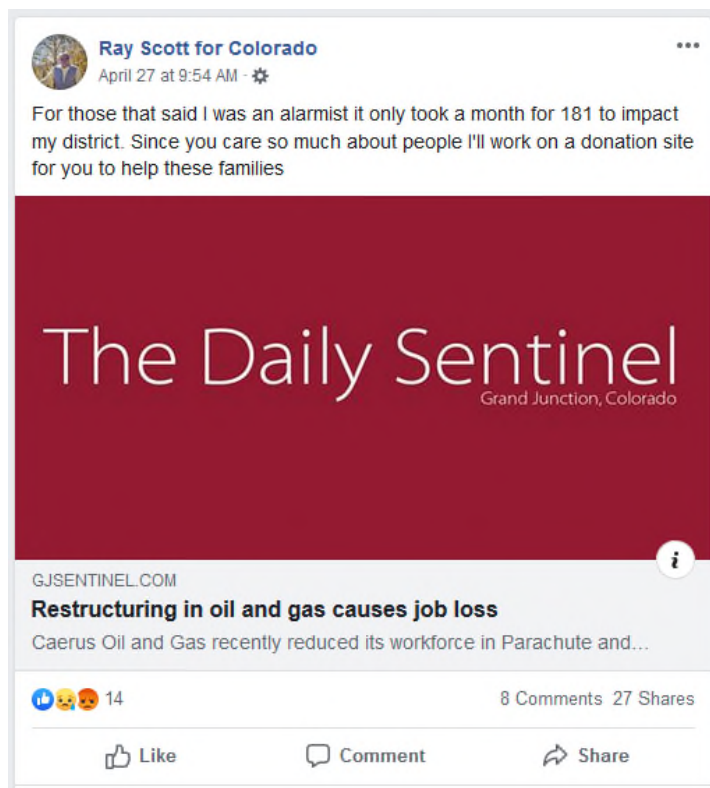 Ray Scott for Colorado
April 27 at 9:54 AM ·
For those that said I was an alarmist it only took a month for 181 to impact
my district. Since you care so much about people I'll work on a donation site
for you to help these families
The Daily Sentinel
Grand Junction, Colorado
i
GJSENTINEL.COM
Restructuring in oil and gas causes job loss
Caerus Oil and Gas recently reduced its workforce in Parachute and...
14
8 Comments 27 Shares
Like Comment Share